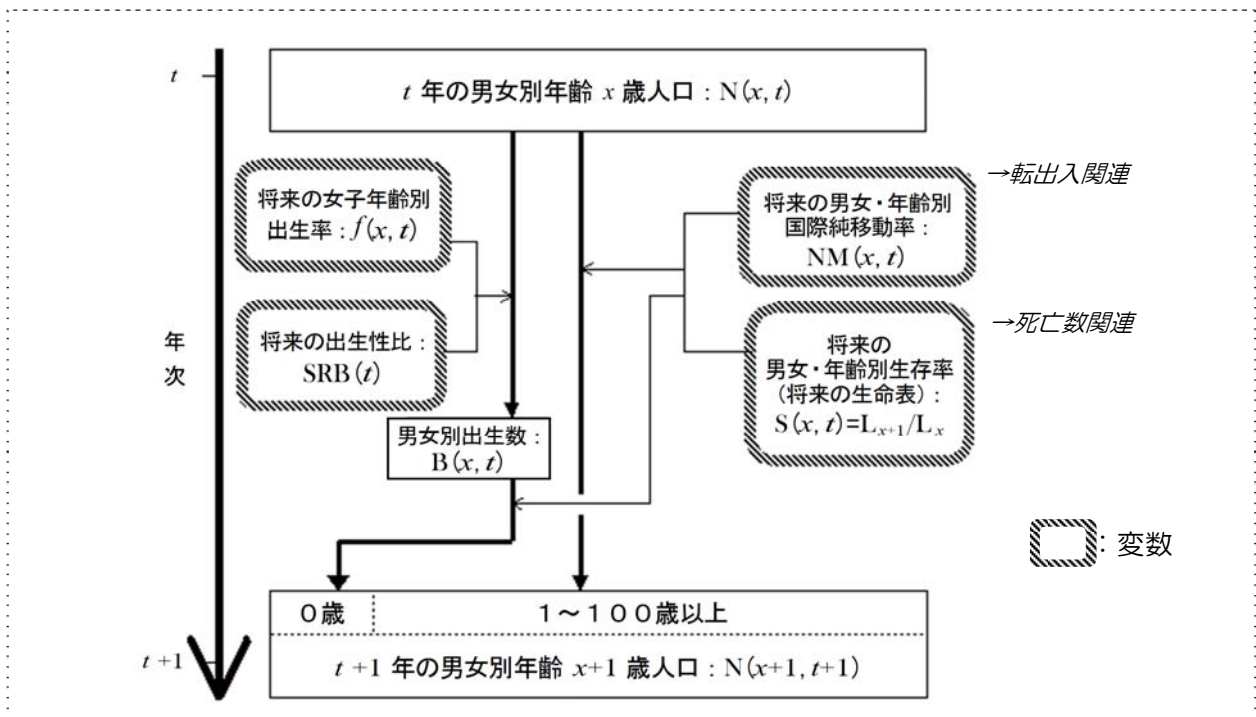 t
t 年の男女別年齢 x 歳人口：N(x, t)
将来の女子年齢別
出生率：f(x, t)
→転出入関連
将来の男女・年齢別
国際純移動率：
NM(x, t)
将来の出生性比：
SRB(t)
→死亡数関連
将来の
男女・年齢別生存率
（将来の生命表）：
S(x, t)=Lx+1/Lx
年
次
男女別出生数：
B(x, t)
：変数
０歳
１～１００歳以上
t+1
t+1 年の男女別年齢 x+1 歳人口：N(x+1, t+1)